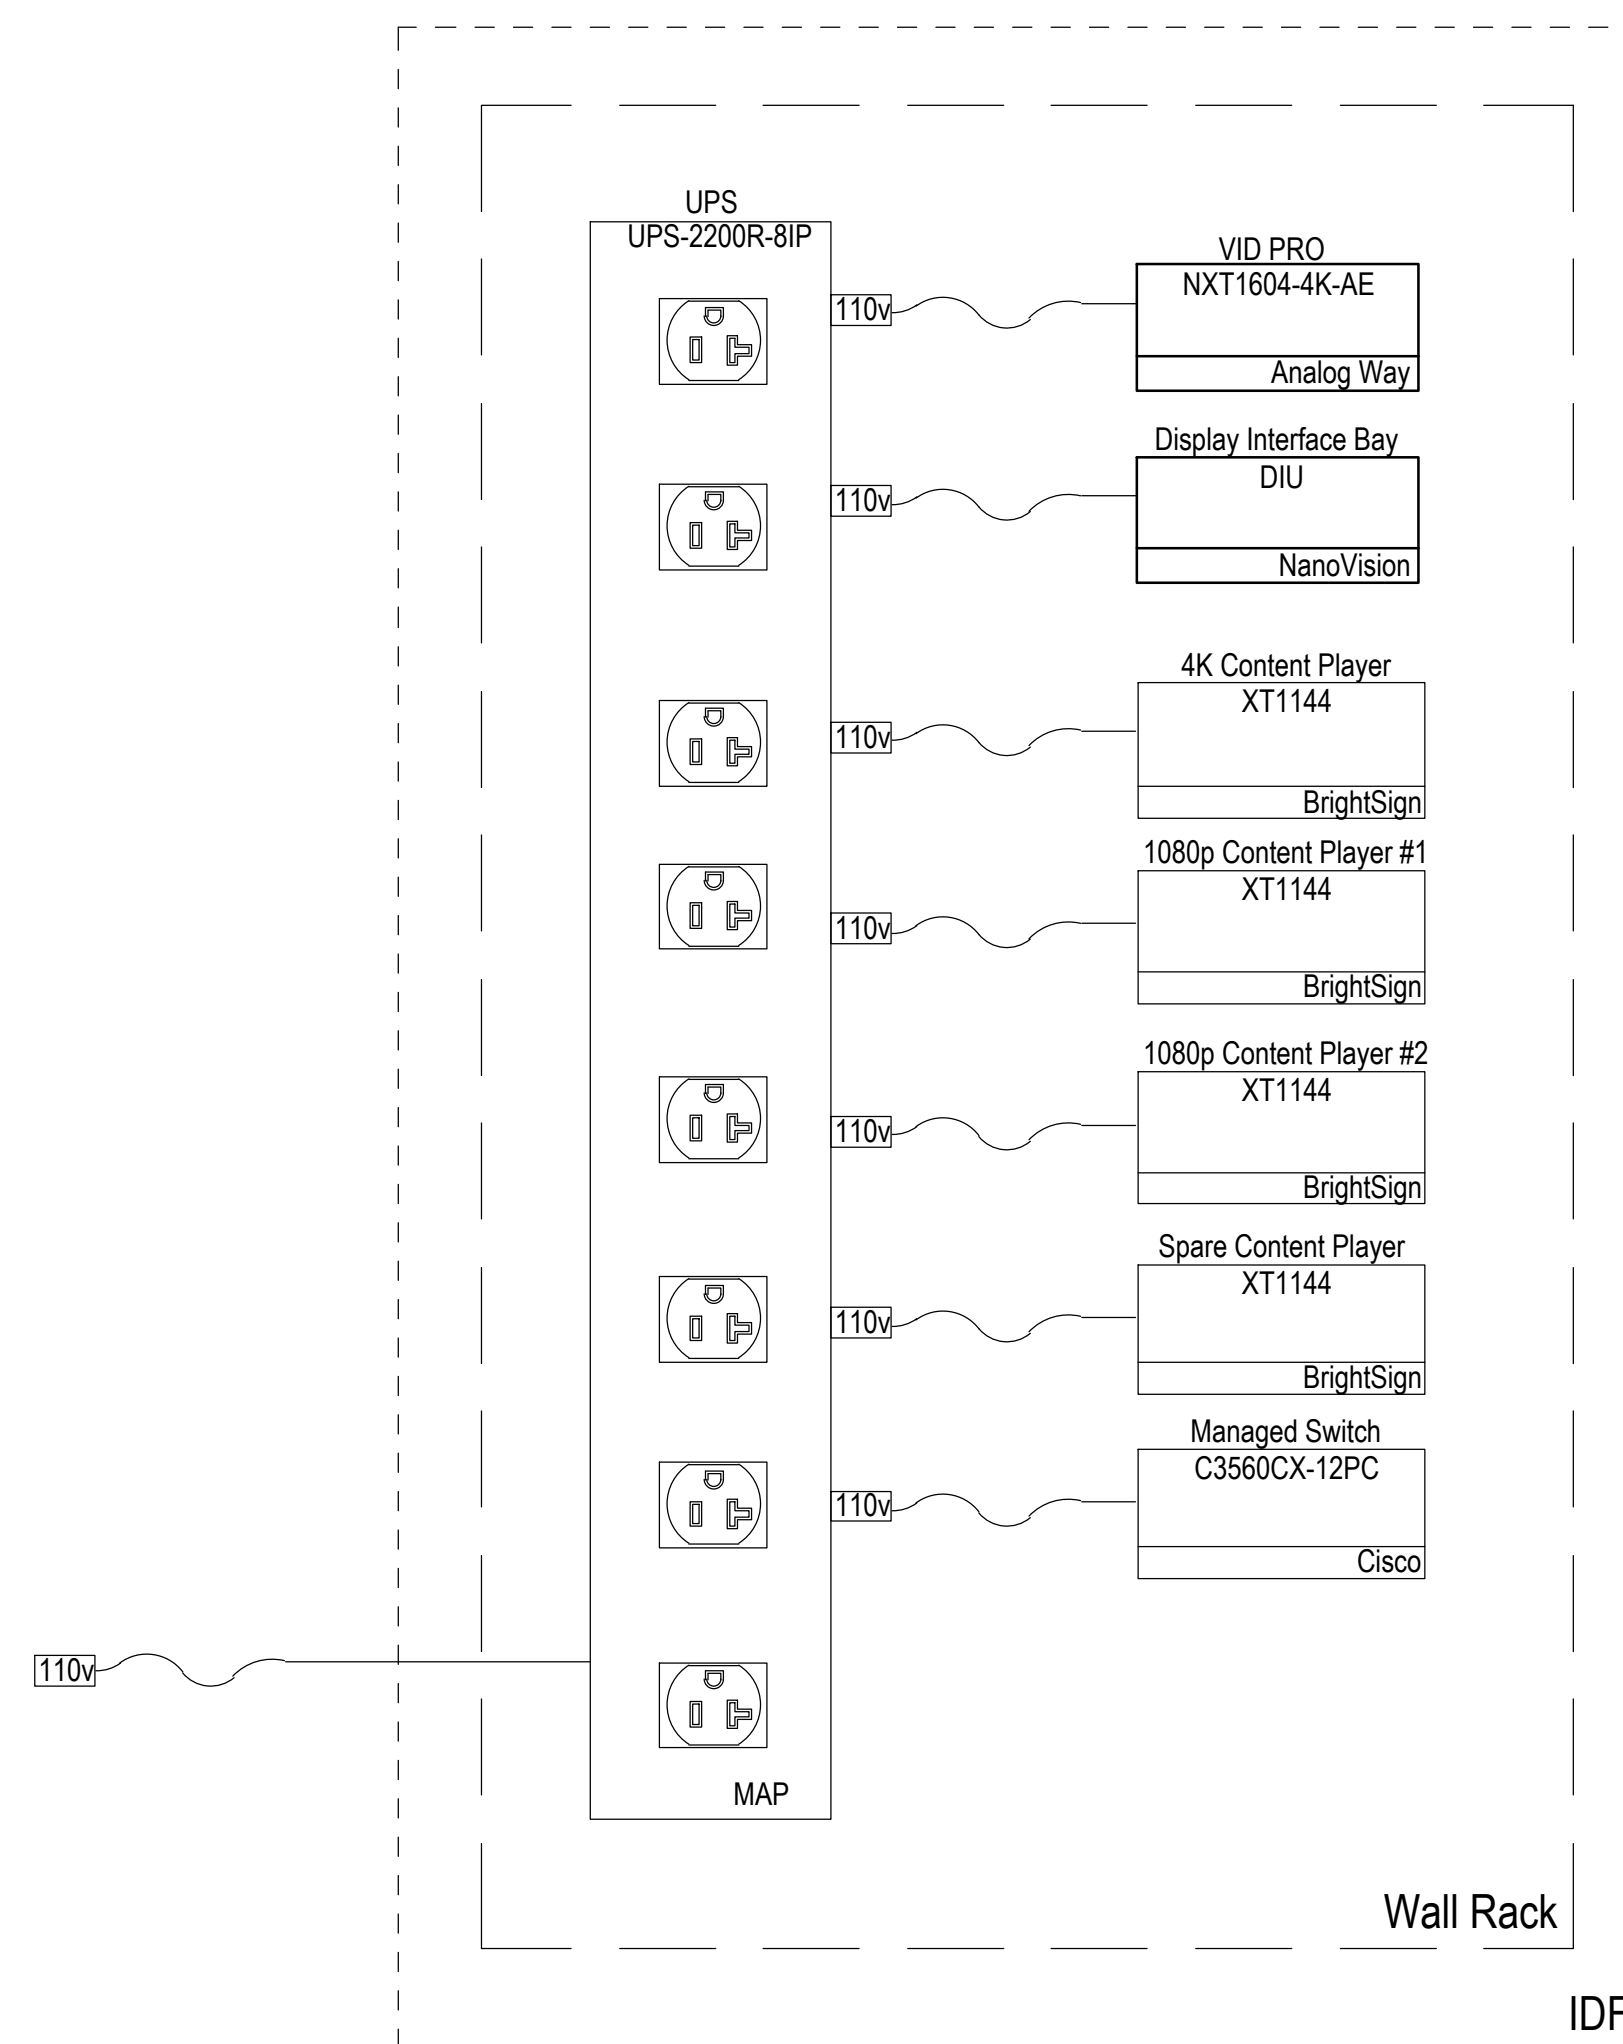 UPS
UPS-2200R-8IP
110v
VID PRO
NXT1604-4K-AE
Analog Way
110v
Display Interface Bay
DIU
NanoVision
110v
4K Content Player
XT1144
BrightSign
110v
1080p Content Player #1
XT1144
BrightSign
110v
1080p Content Player #2
XT1144
BrightSign
110v
Spare Content Player
XT1144
BrightSign
110v
Managed Switch
C3560CX-12PC
Cisco
110v
MAP
Wall Rack
IDF